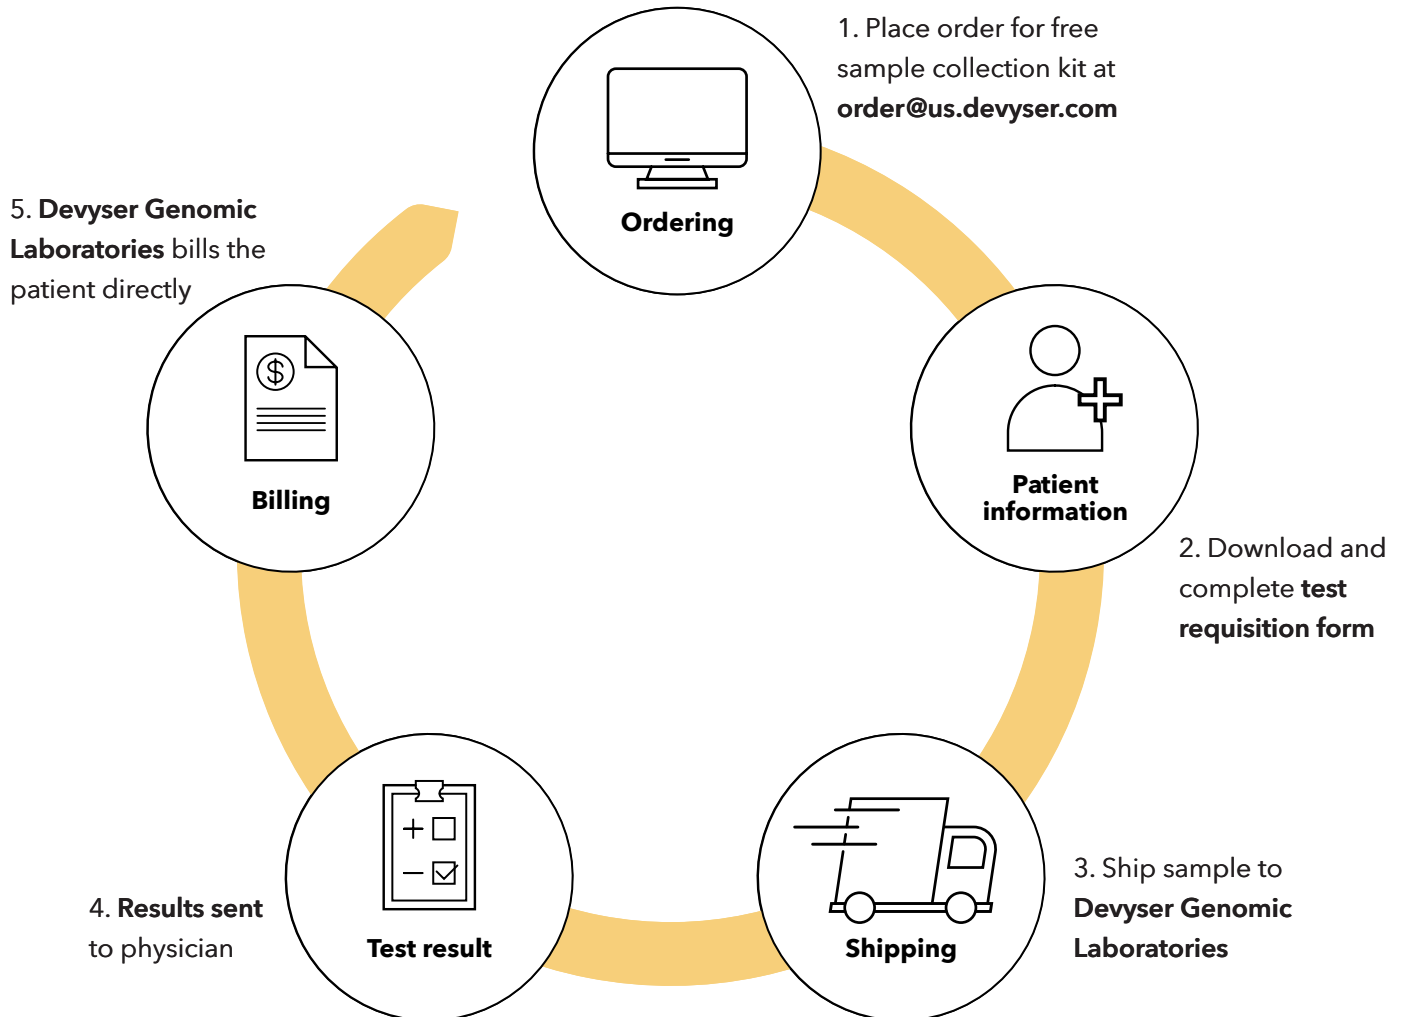 1. Place order for free
sample collection kit at
order@us.devyser.com
Ordering
Patient
information
2. Download and
complete test
requisition form
3. Ship sample to
Devyser Genomic
Laboratories
Shipping
4. Results sent
to physician
Test result
5. Devyser Genomic
Laboratories bills the
patient directly
$
Billing